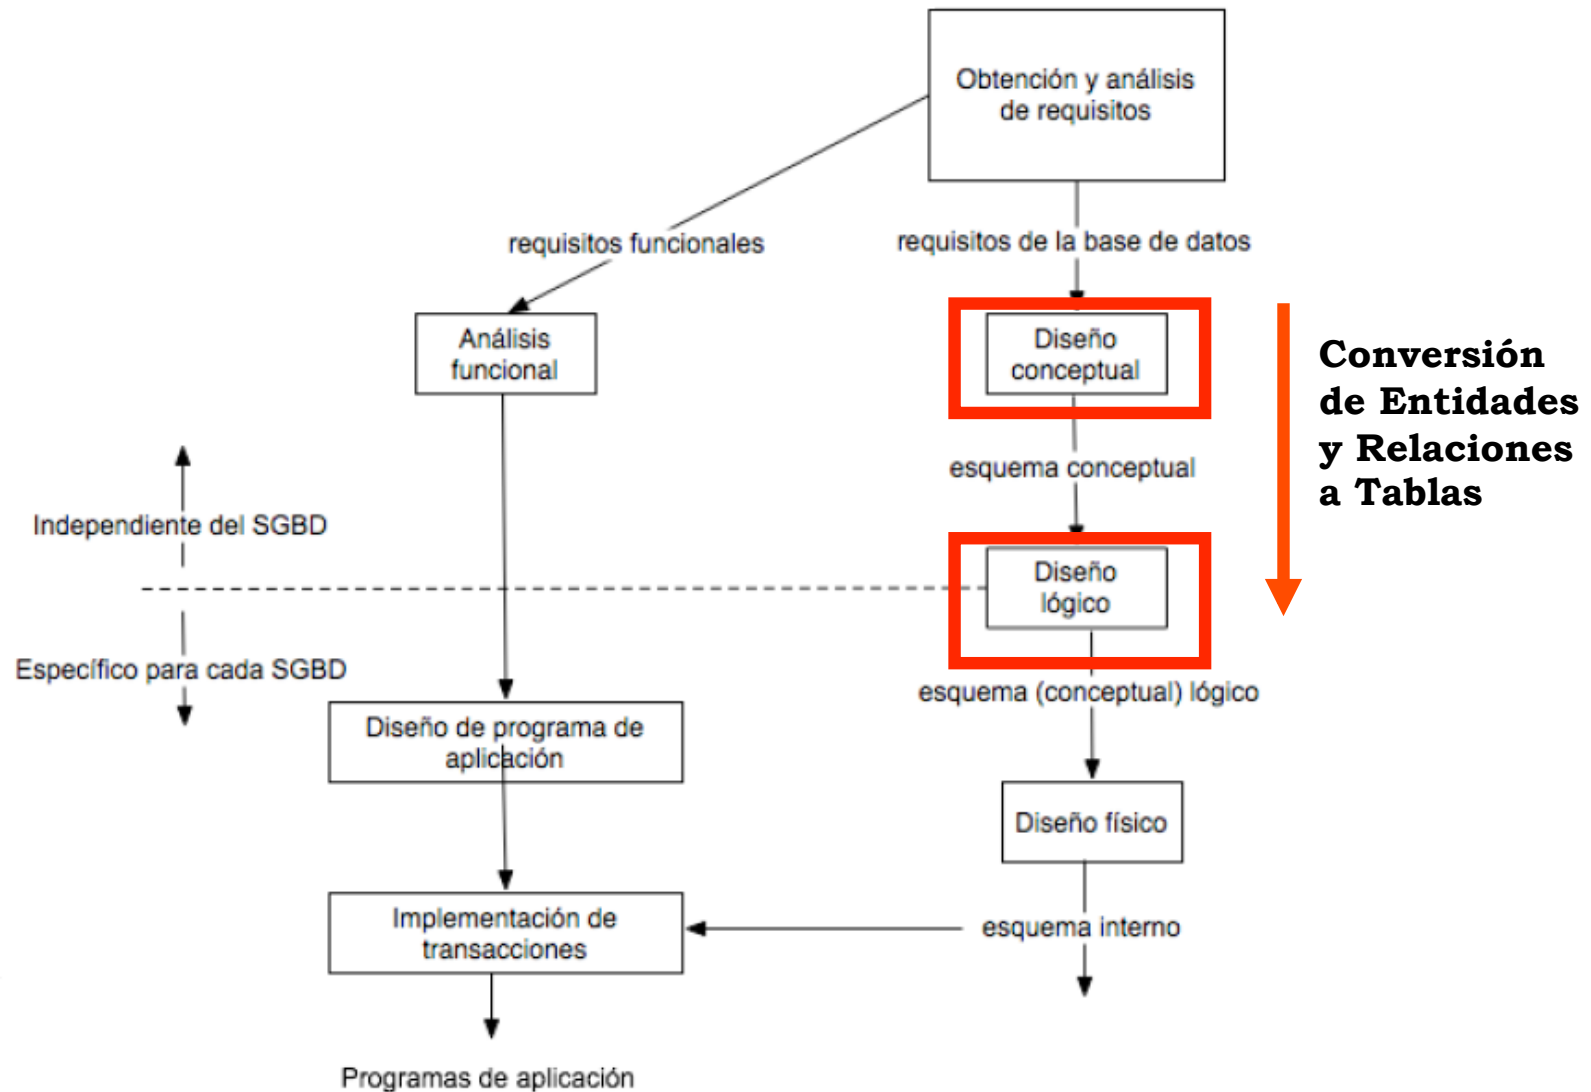 Obtención y análisis
de requisitos
requisitos funcionales
requisitos de la base de datos
Análisis
funcional
Diseño
conceptual
Conversión
de Entidades
y Relaciones
a Tablas
esquema conceptual
Independiente del SGBD
Diseño
lógico
Específico para cada SGBD
esquema (conceptual) lógico
Diseño de programa de
aplicación
Diseño físico
Implementación de
transacciones
esquema interno
Programas de aplicación